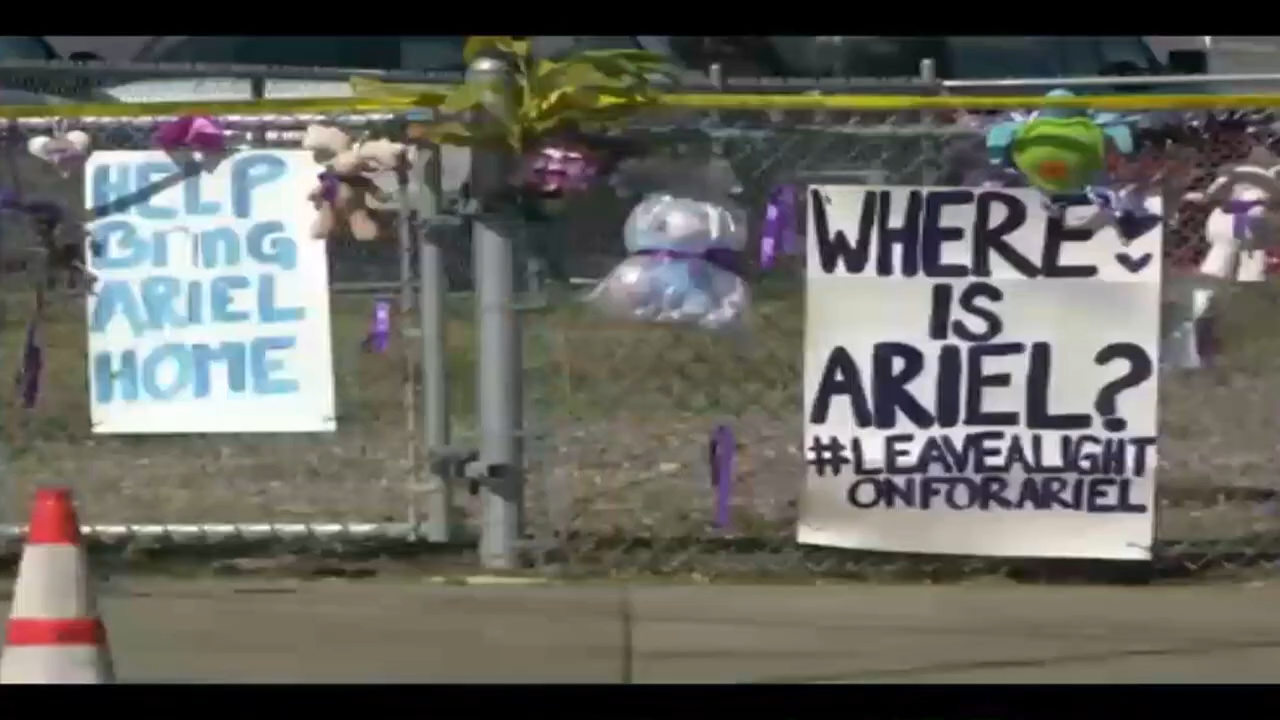 HELP
Bring
ARIEL
HOME
WHERE
IS
ARIEL?
#LEAVEALIGHT
ONFORARIEL